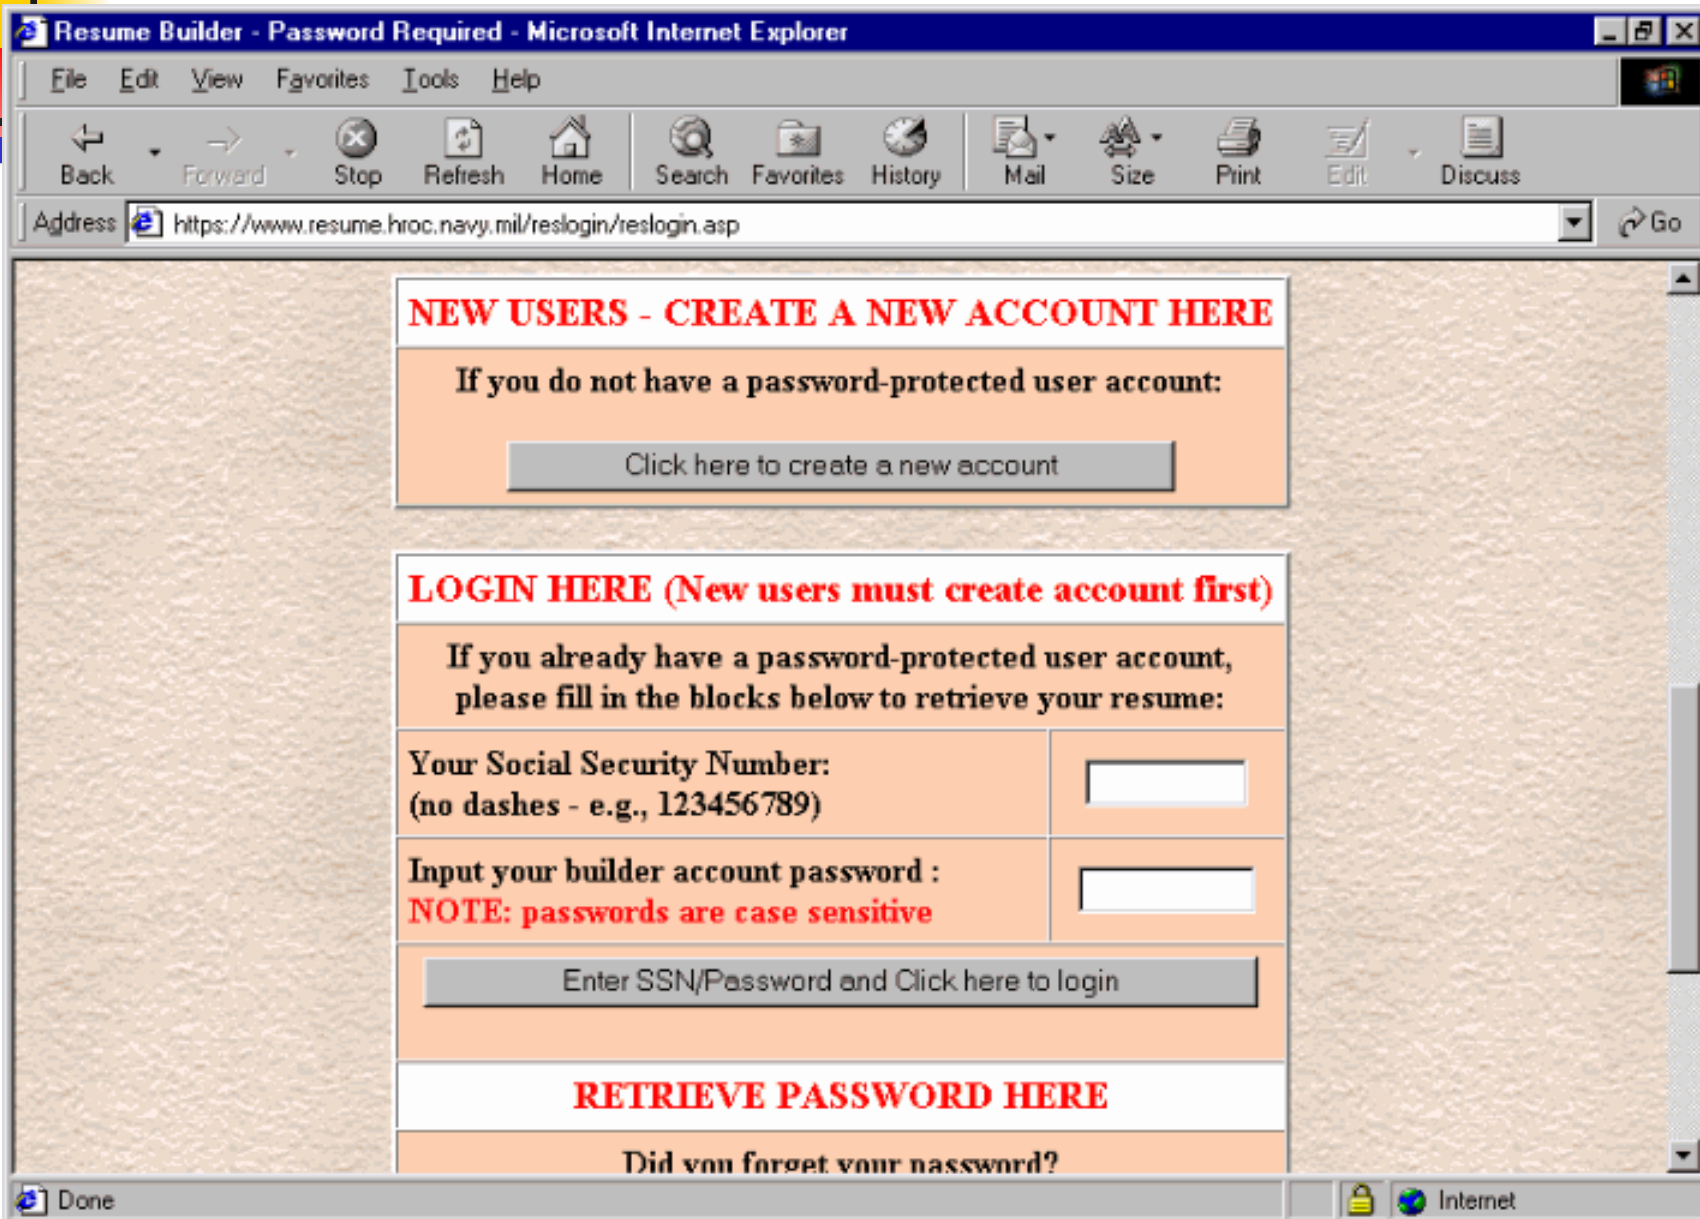 Resume Builder - Password Required - Microsoft Internet Explorer
File Edit View Favorites Tools Help
Back Forward Stop Refresh Home Search Favorites History Mail Size Print Edit Discuss
Address https://www.resume.hroc.navy.mil/reslogin/reslogin.asp Go
NEW USERS - CREATE A NEW ACCOUNT HERE
If you do not have a password-protected user account:
Click here to create a new account
LOGIN HERE (New users must create account first)
If you already have a password-protected user account,
please fill in the blocks below to retrieve your resume:
Your Social Security Number:
(no dashes - e.g., 123456789)
Input your builder account password :
NOTE: passwords are case sensitive
Enter SSN/Password and Click here to login
RETRIEVE PASSWORD HERE
Did you forget your password?
Done Internet